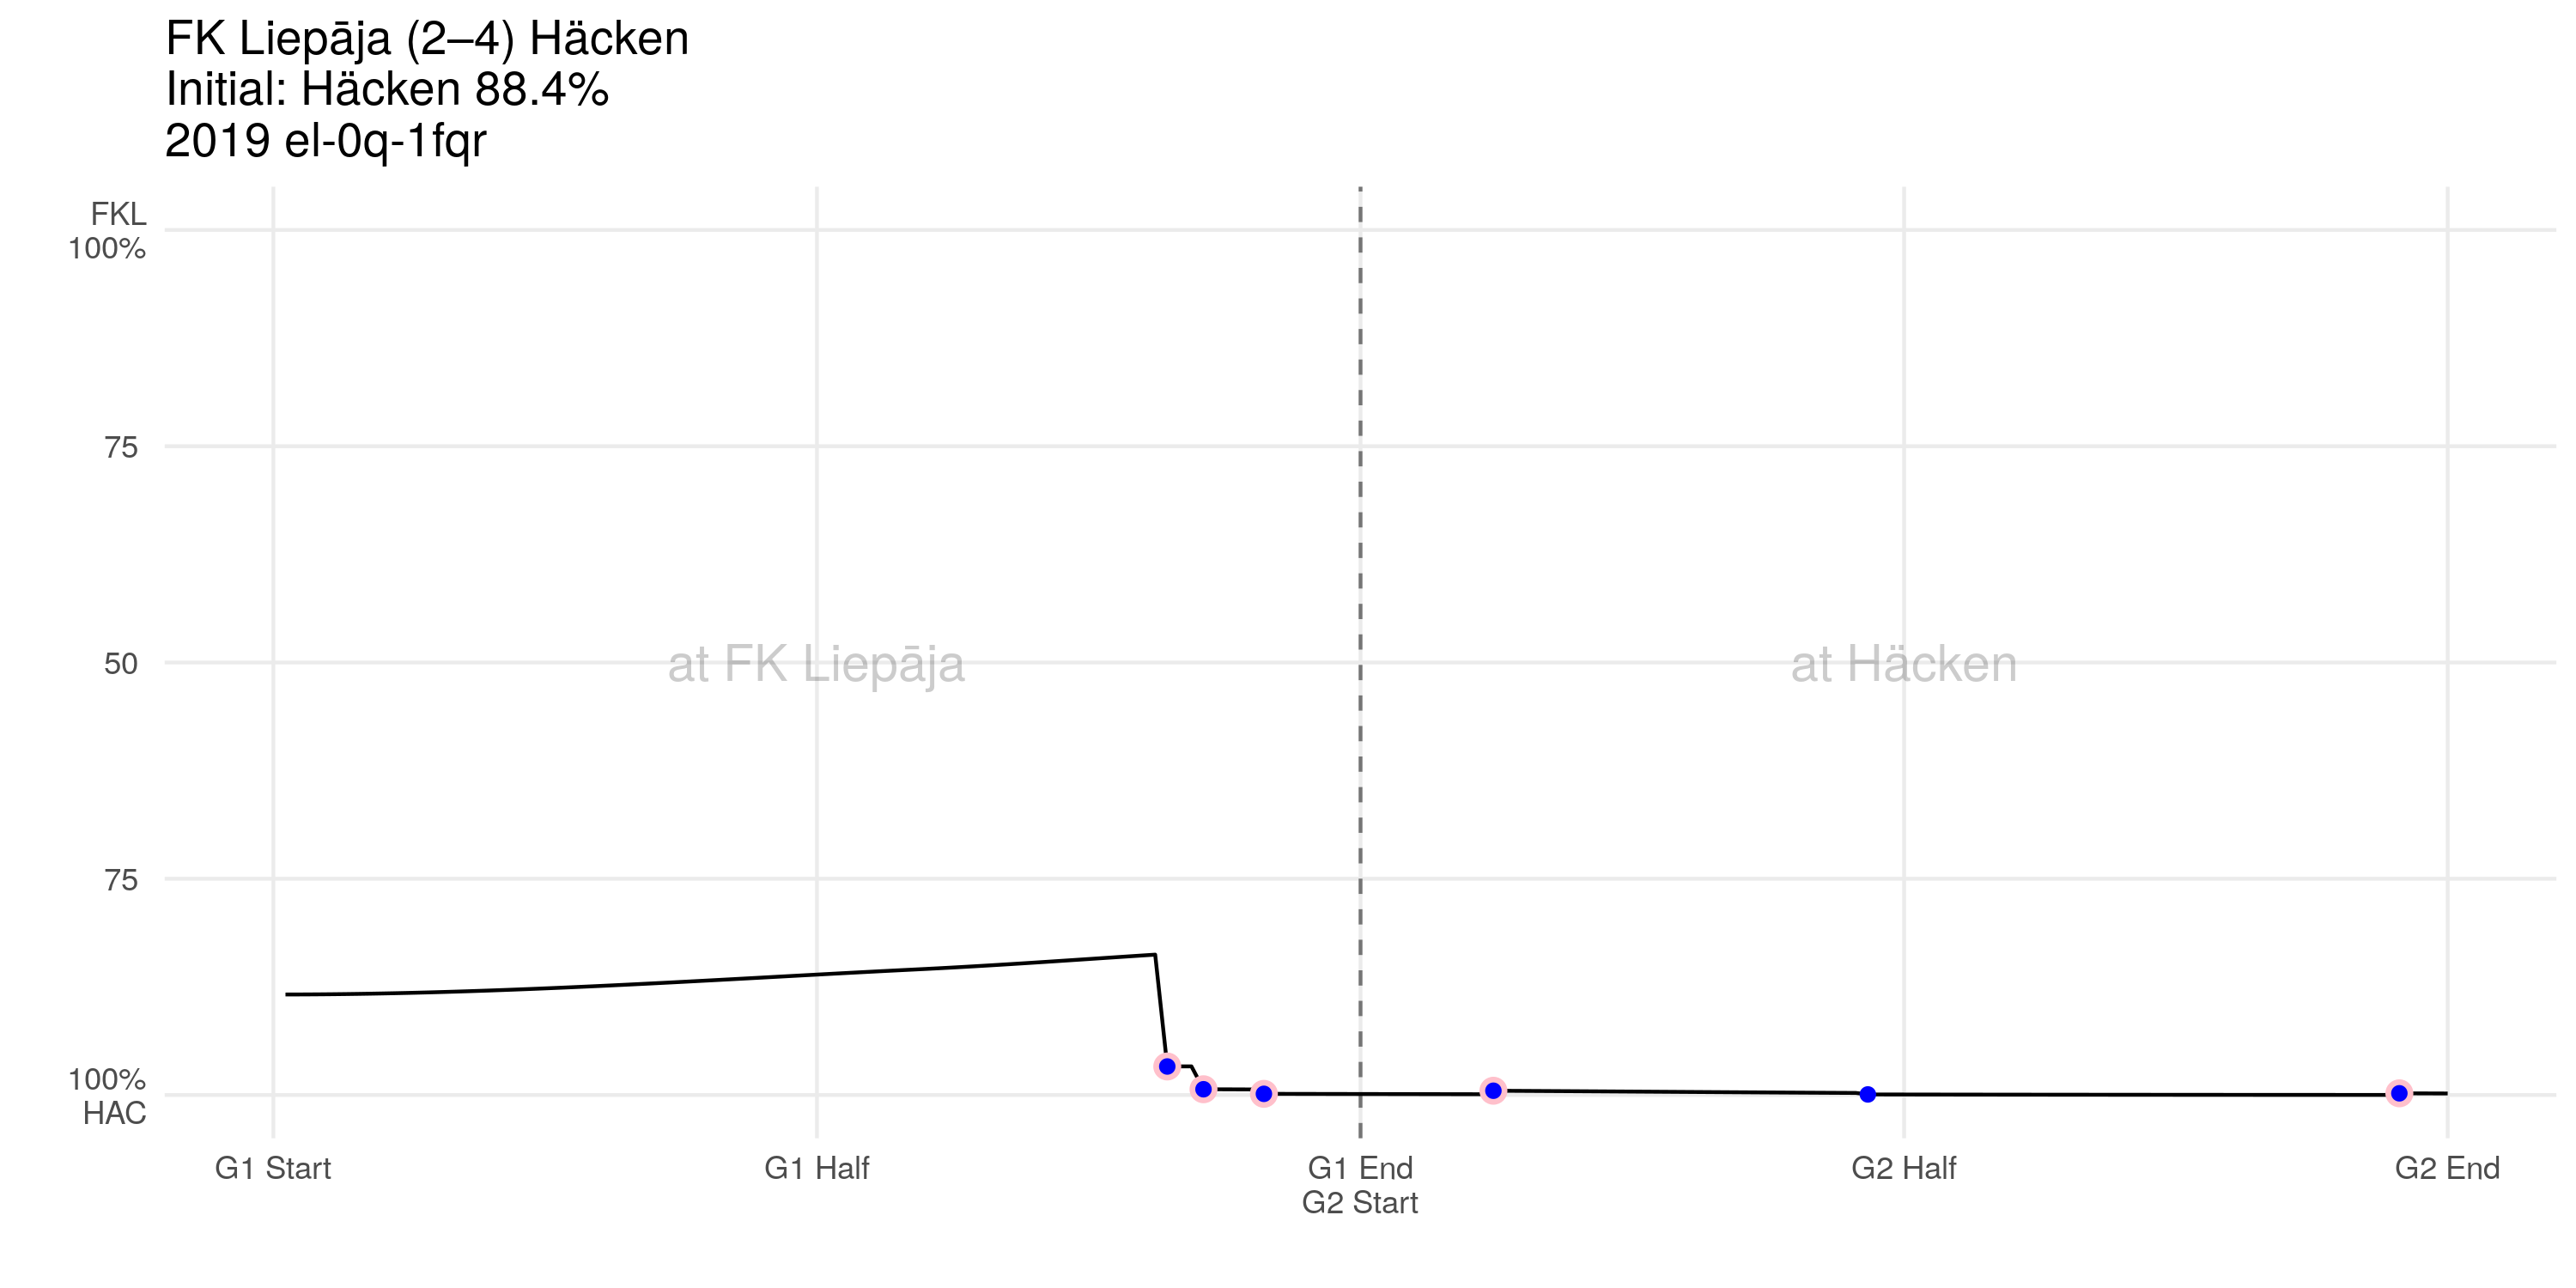 FK Liepāja (2–4) Häcken
Initial: Häcken 88.4%
2019 el-0q-1fqr
FKL
100%
75
50
75
100%
HAC
at FK Liepāja
at Häcken
G1 Start
G1 Half
G1 End
G2 Start
G2 Half
G2 End